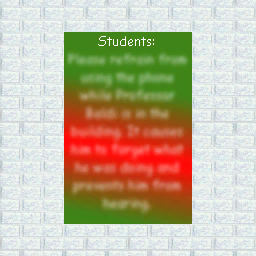 Students:
Please refrain from
using the phone
while Professor
Baldi is in the
building. It causes
him to forget what
he was doing and
prevents him from
hearing.